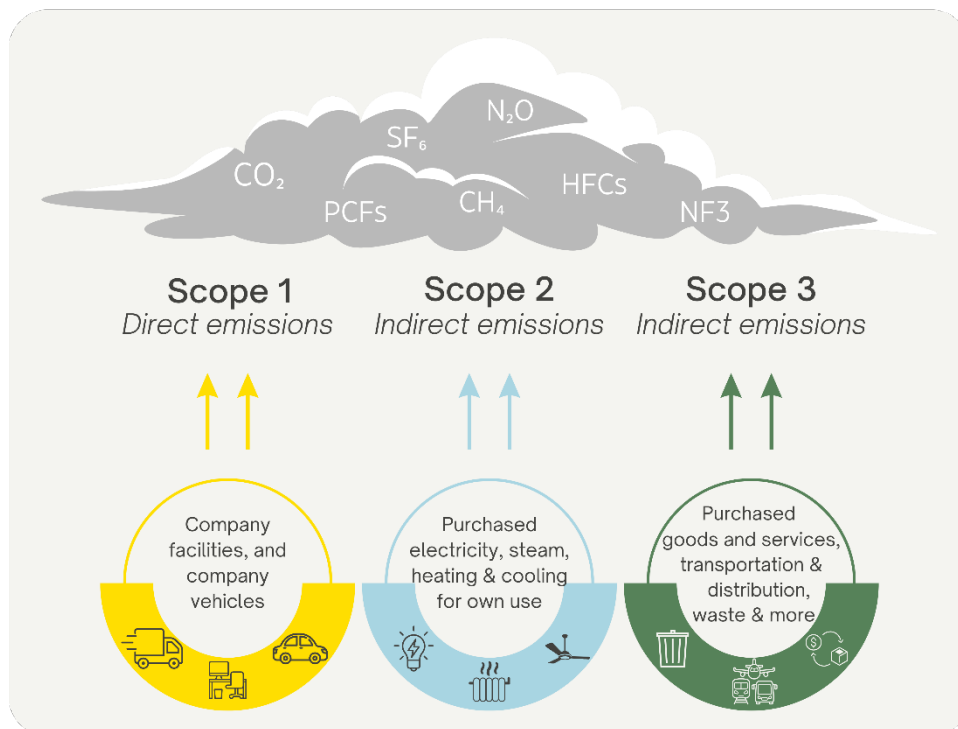 N₂O
SF₆
CO₂
HFCs
CH₄
PCFs
NF3
Scope 1
Direct emissions
Scope 2
Indirect emissions
Scope 3
Indirect emissions
Company
facilities, and
company
vehicles
Purchased
electricity, steam,
heating & cooling
for own use
Purchased
goods and services,
transportation &
distribution,
waste & more
$